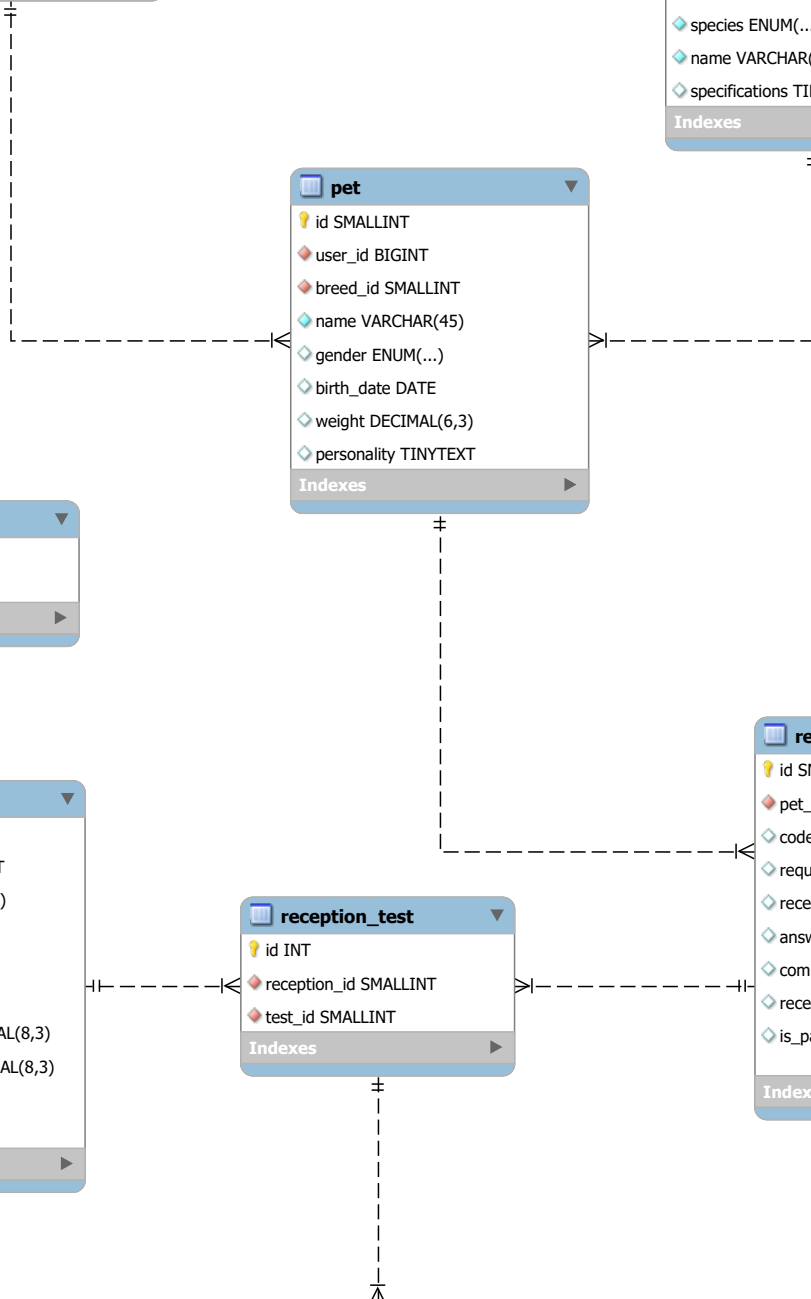 species ENUM(...
name VARCHAR(
specifications TI
Indexes
pet
id SMALLINT
user_id BIGINT
breed_id SMALLINT
name VARCHAR(45)
gender ENUM(...)
birth_date DATE
weight DECIMAL(6,3)
personality TINYTEXT
Indexes
re
id SM
pet_
code
requ
rece
answ
com
rece
is_pa
Index
T
)
AL(8,3)
AL(8,3)
reception_test
id INT
reception_id SMALLINT
test_id SMALLINT
Indexes